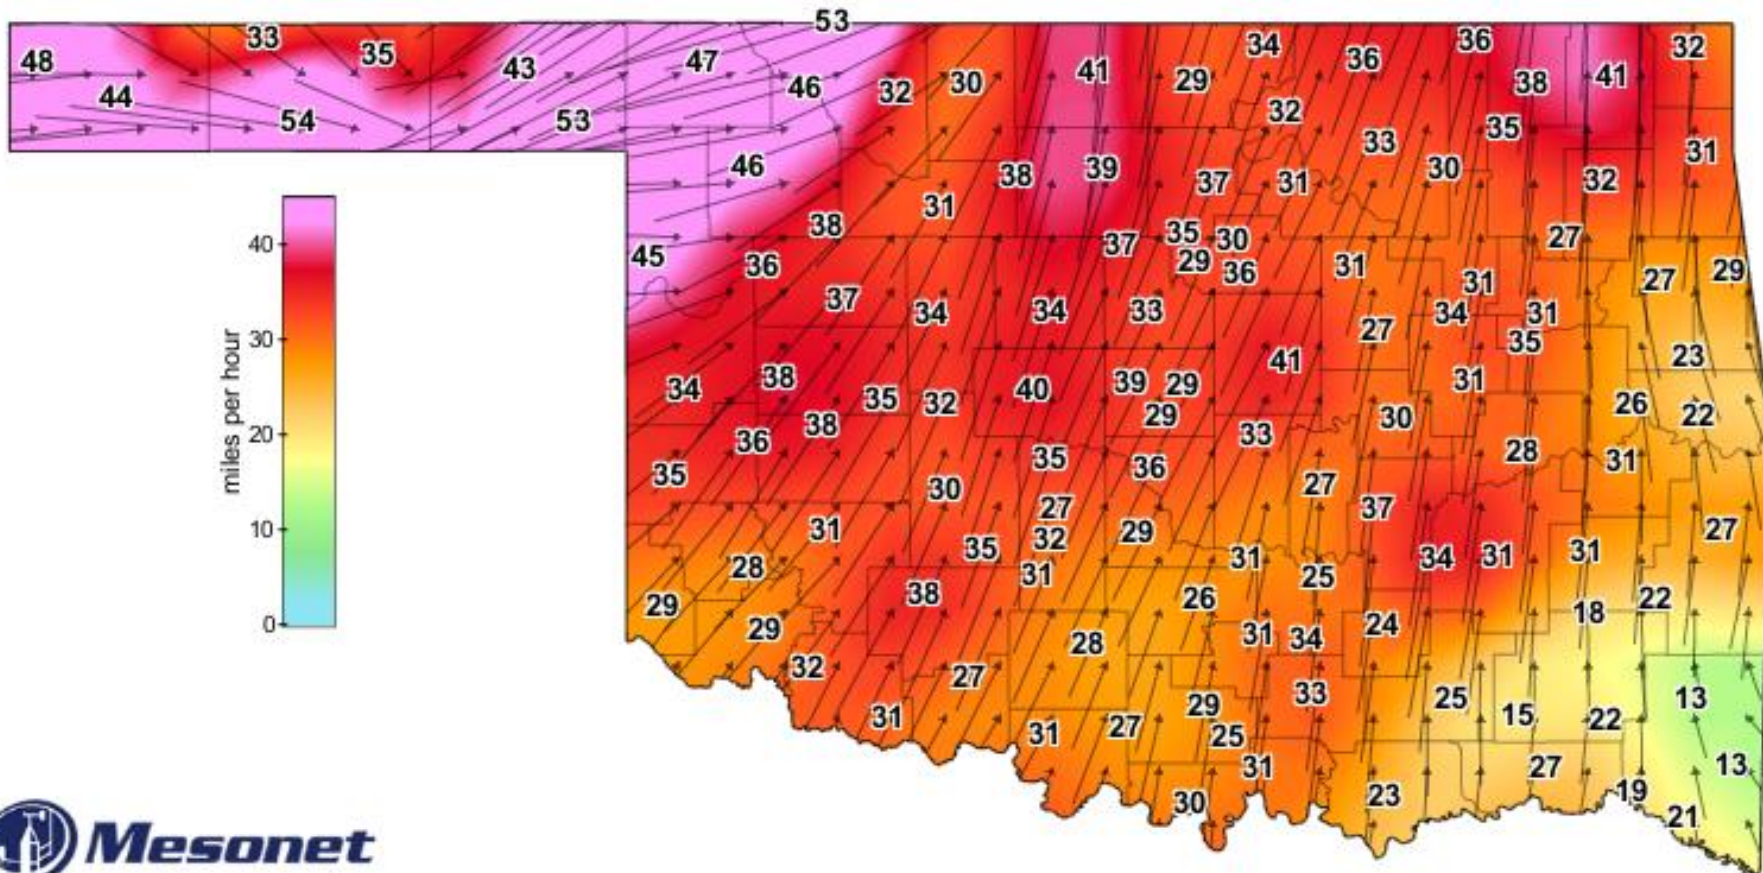 53
48 33 35 43 47 34 36 36 32
44 54 53 46 32 30 41 29 32 38 41
46 38 39 37 31 33 30 35 32 31
38 31 37 35 30 27
45 36 29 36 31 31 27 29
37 34 34 33 27 34 31 35 23
34 38 35 32 40 39 29 41 31 26 22
36 38 29 33 30 28
35 30 35 36 27 37 31 27
31 35 27 32 29 31 34 31 31
28 38 31 26 25 18 22
29 29 28 31 34 24
32 27 29 33 25 15 22 13
31 31 27 25 31 27 13
30 23 19 21
40
30
20
10
0
miles per hour
Mesonet